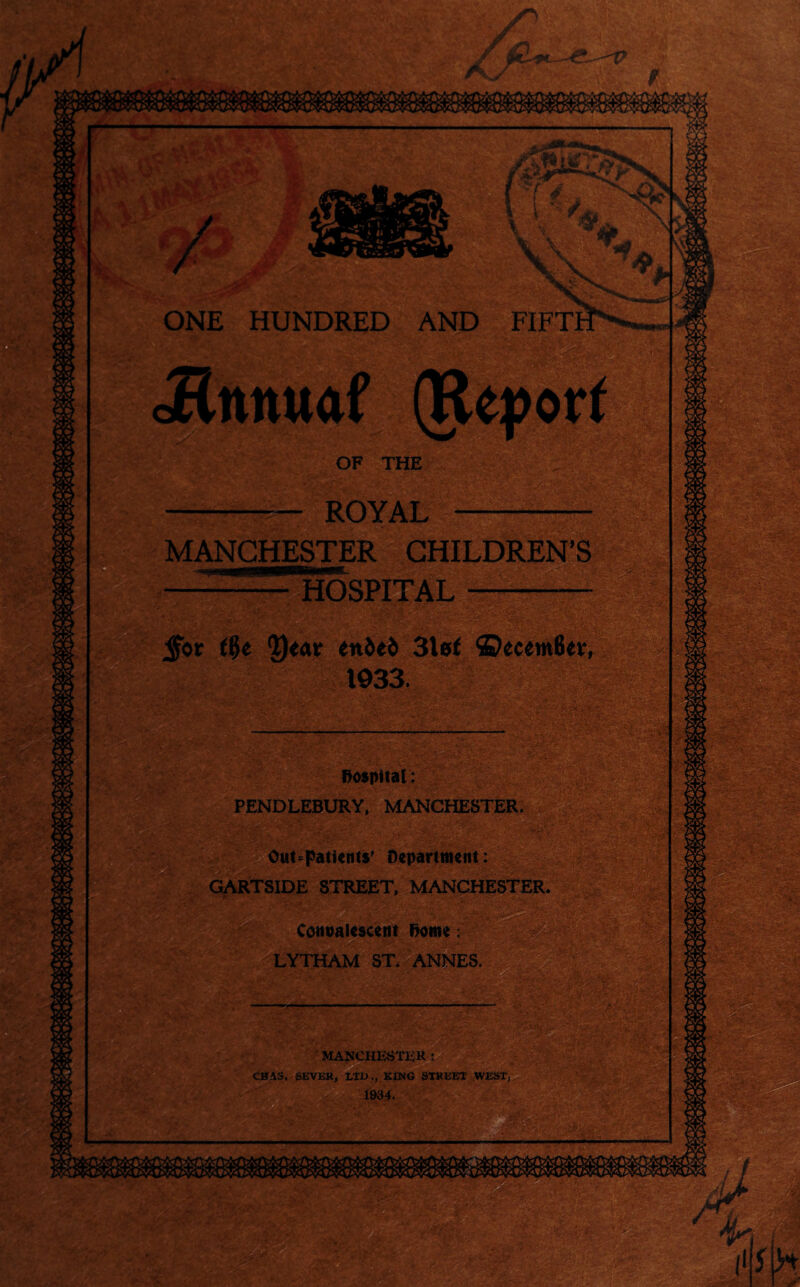 ONE HUNDRED AND FIFTH
Annual Report
OF THE
ROYAL
MANCHESTER CHILDREN'S
HOSPITAL
For the Year ended 31st December,
1933.
Hospital:
PENDLEBURY, MANCHESTER.
Out-Patients' Department:
GARTSIDE STREET, MANCHESTER.
Convalescent Home:
LYTHAM ST. ANNES.
MANCHESTER:
CHAS. SEVER, LTD., KING STREET WEST,
1934.